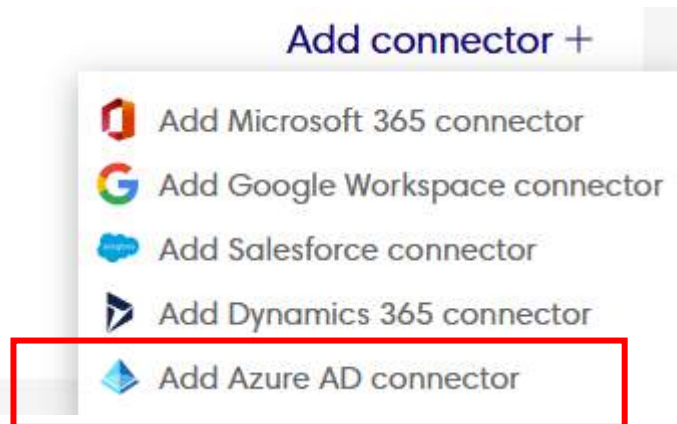 Add connector +
Add Microsoft 365 connector
Add Google Workspace connector
Add Salesforce connector
Add Dynamics 365 connector
Add Azure AD connector